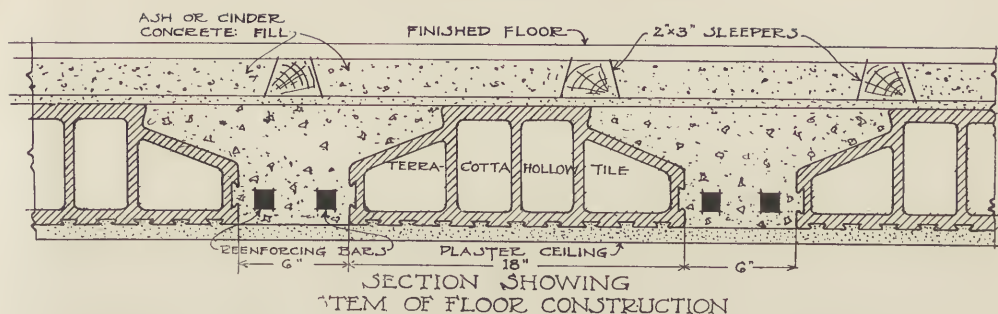 ASH OR CINDER
CONCRETE: FILL
FINISHED FLOOR
2"x3" SLEEPERS
TERRA- COTTA HOLLOW TILE
REENFORCING BARS
PLASTER CEILING
6" 18" 6"
SECTION SHOWING
STEM OF FLOOR CONSTRUCTION